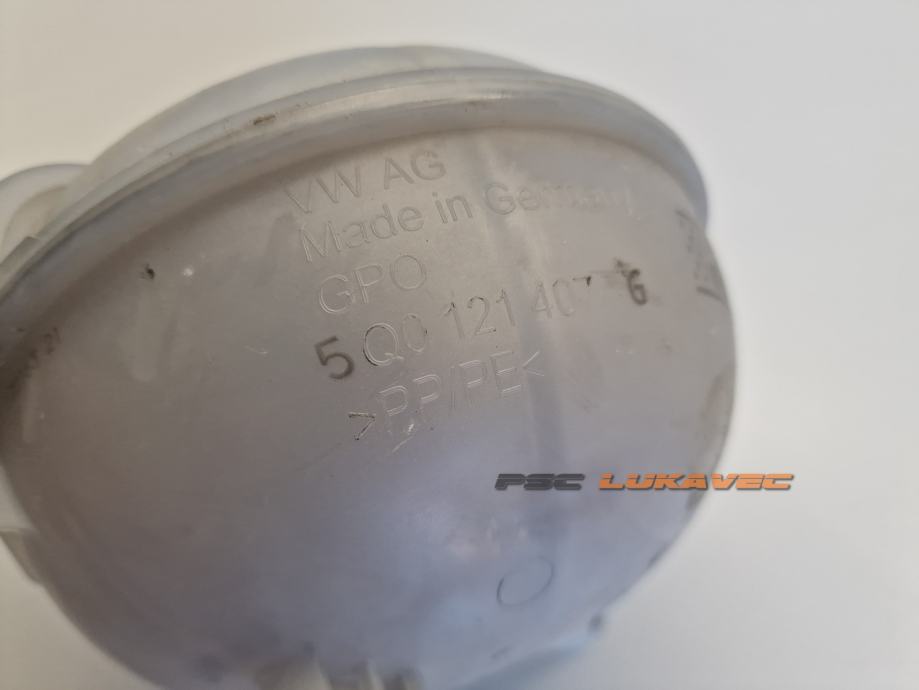 VW AG
Made in Germany
GPO
5Q0 121 407 G
>PP/PE<
PSC LUKAVEC